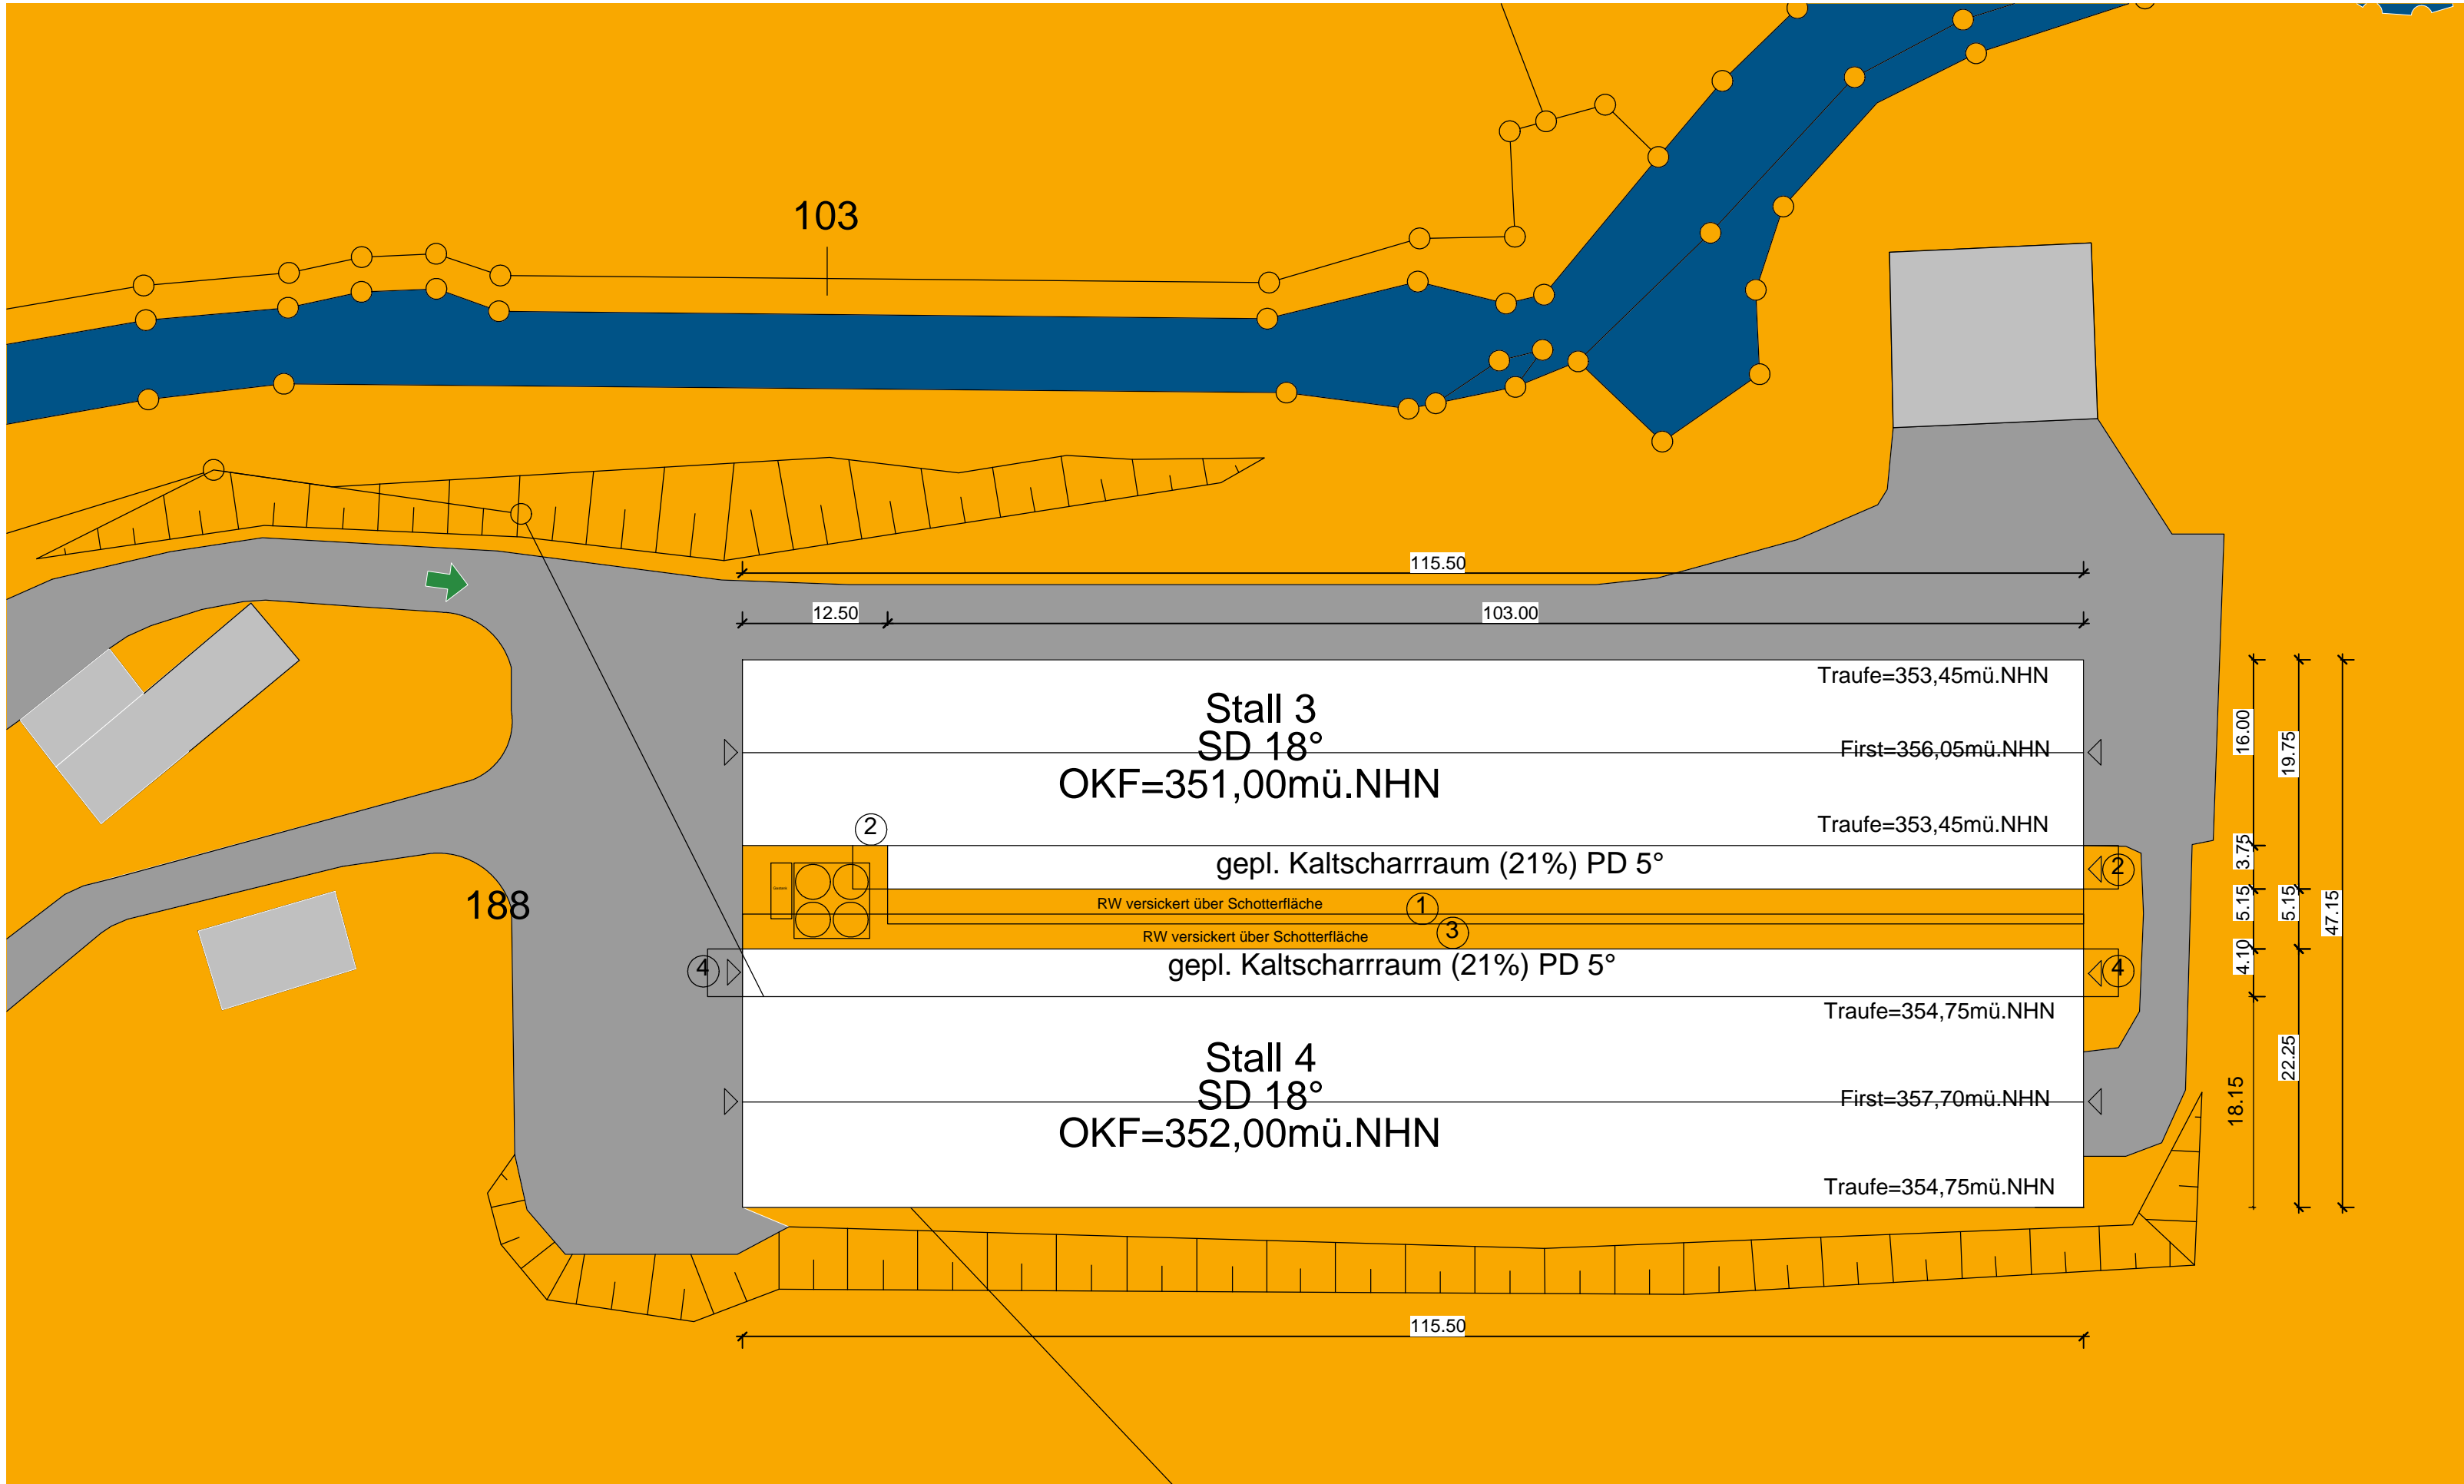 103
115.50
12.50
103.00
Traufe=353,45mü.NHN
Stall 3
SD 18°
First=356,05mü.NHN
OKF=351,00mü.NHN
Traufe=353,45mü.NHN
16.00
19.75
2
gepl. Kaltscharrraum (21%) PD 5°
2
3.75
188
RW versickert über Schotterfläche
1
5.15
5.15
47.15
RW versickert über Schotterfläche
3
4
gepl. Kaltscharrraum (21%) PD 5°
4
4.10
Traufe=354,75mü.NHN
Stall 4
SD 18°
First=357,70mü.NHN
OKF=352,00mü.NHN
18.15
22.25
Traufe=354,75mü.NHN
115.50